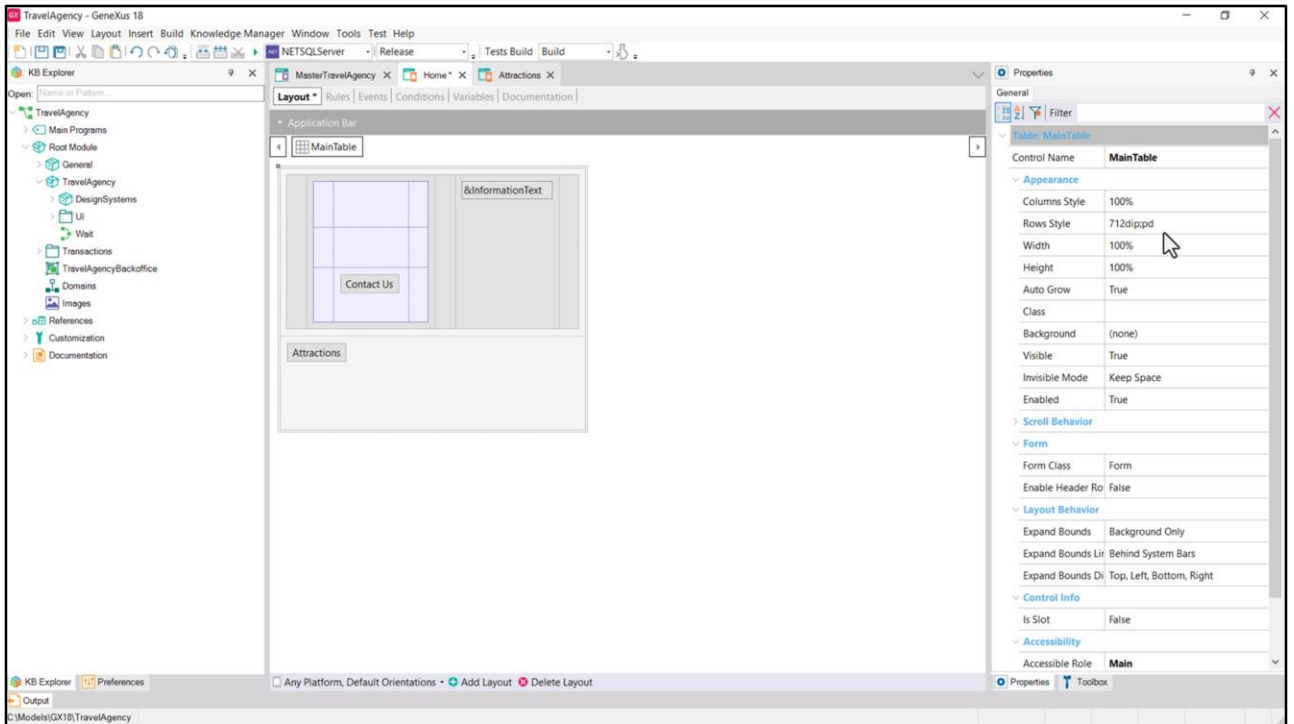 GX TravelAgency - GeneXus 18
File Edit View Layout Insert Build Knowledge Manager Window Tools Test Help
NETSQLServer Release Tests Build Build
KB Explorer
Open: Name or Pattern...
TravelAgency
Main Programs
Root Module
General
TravelAgency
DesignSystems
UI
Wait
Transactions
TravelAgencyBackoffice
Domains
Images
References
Customization
Documentation
KB Explorer Preferences
Output
C:\Models\GX18\TravelAgency
MasterTravelAgency X Home* X Attractions X
Layout * Rules Events Conditions Variables Documentation
Application Bar
MainTable
&InformationText
Contact Us
Attractions
Any Platform, Default Orientations Add Layout Delete Layout
Properties
General
Filter
Table: MainTable
Control Name MainTable
Appearance
Columns Style 100%
Rows Style 712dip;pd
Width 100%
Height 100%
Auto Grow True
Class
Background (none)
Visible True
Invisible Mode Keep Space
Enabled True
Scroll Behavior
Form
Form Class Form
Enable Header Ro False
Layout Behavior
Expand Bounds Background Only
Expand Bounds Lir Behind System Bars
Expand Bounds Di Top, Left, Bottom, Right
Control Info
Is Slot False
Accessibility
Accessible Role Main
Properties Toolbox